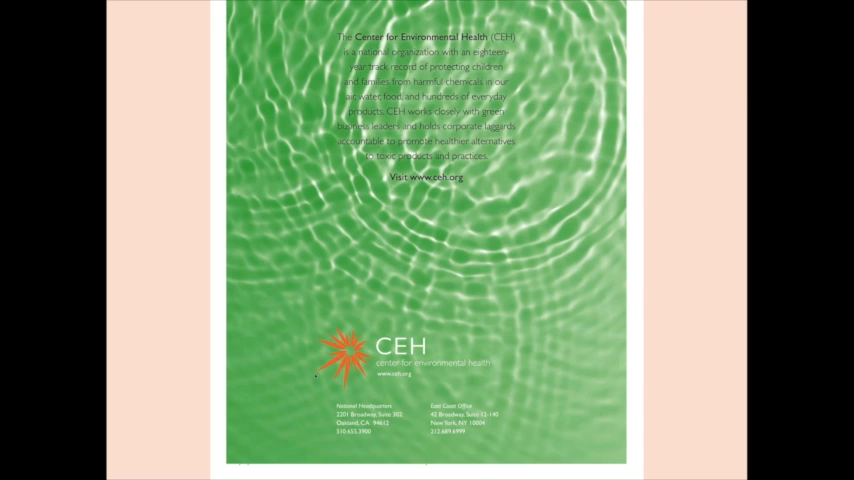 The Center for Environmental Health (CEH)
is a national organization with an eighteen-
year track record of protecting children
and families from harmful chemicals in our
air, water, food, and hundreds of everyday
products. CEH works closely with green
business leaders and holds corporate laggards
accountable to promote healthier alternatives
to toxic products and practices.
Visit www.ceh.org
CEH
center for environmental health
www.ceh.org
National Headquarters
2201 Broadway, Suite 302
Oakland, CA 94612
510.655.3900
East Coast Office
42 Broadway, Suite 12-140
New York, NY 10004
212.689.6999